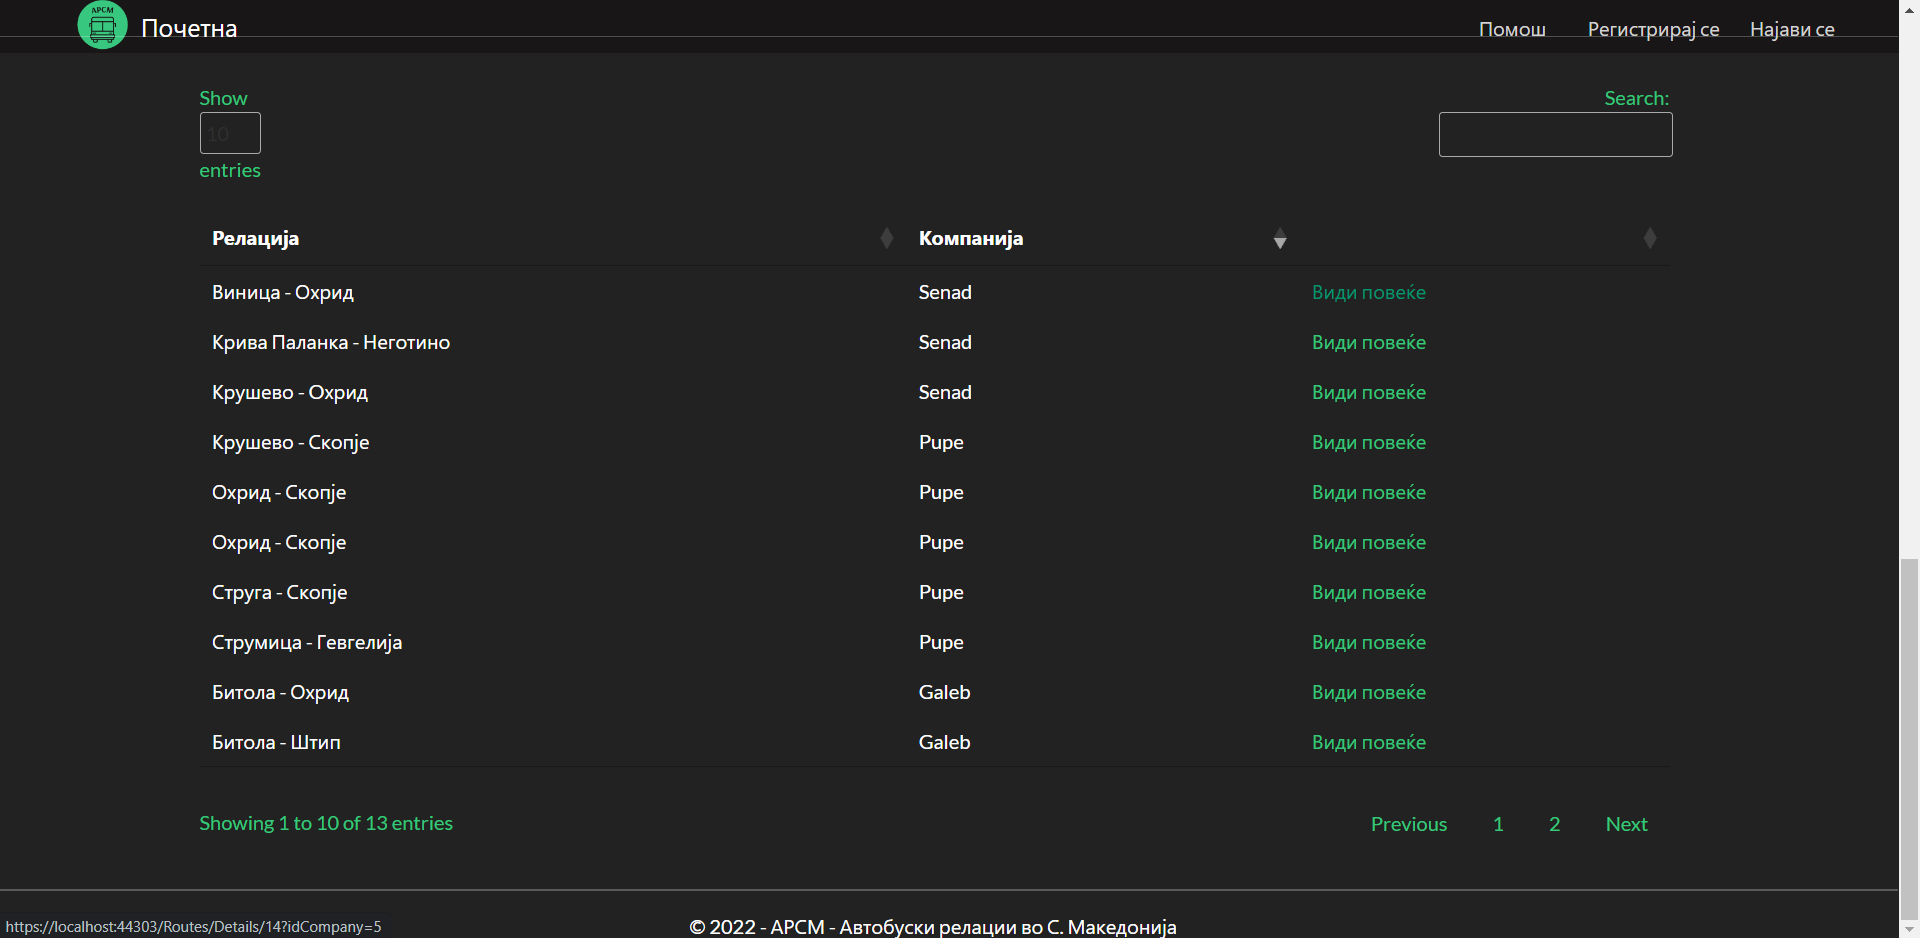 АРСМ
Почетна Помош Регистрирај се Најави се
Show Search:
10
entries
Релација Компанија
Виница - Охрид Senad Види повеќе
Крива Паланка - Неготино Senad Види повеќе
Крушево - Охрид Senad Види повеќе
Крушево - Скопје Pupe Види повеќе
Охрид - Скопје Pupe Види повеќе
Охрид - Скопје Pupe Види повеќе
Струга - Скопје Pupe Види повеќе
Струмица - Гевгелија Pupe Види повеќе
Битола - Охрид Galeb Види повеќе
Битола - Штип Galeb Види повеќе
Showing 1 to 10 of 13 entries Previous 1 2 Next
https://localhost:44303/Routes/Details/14?idCompany=5 © 2022 - АРСМ - Автобуски релации во С. Македонија